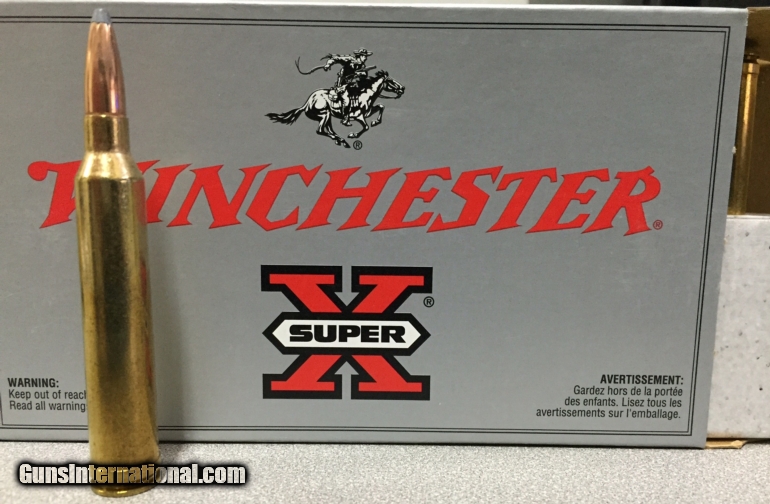 ®
WINCHESTER®
X®
SUPER
WARNING:
Keep out of reach
Read all warning
AVERTISSEMENT:
Gardez hors de la portée
des enfants. Lisez tous les
avertissements sur l'emballage.
GunsInternational.com